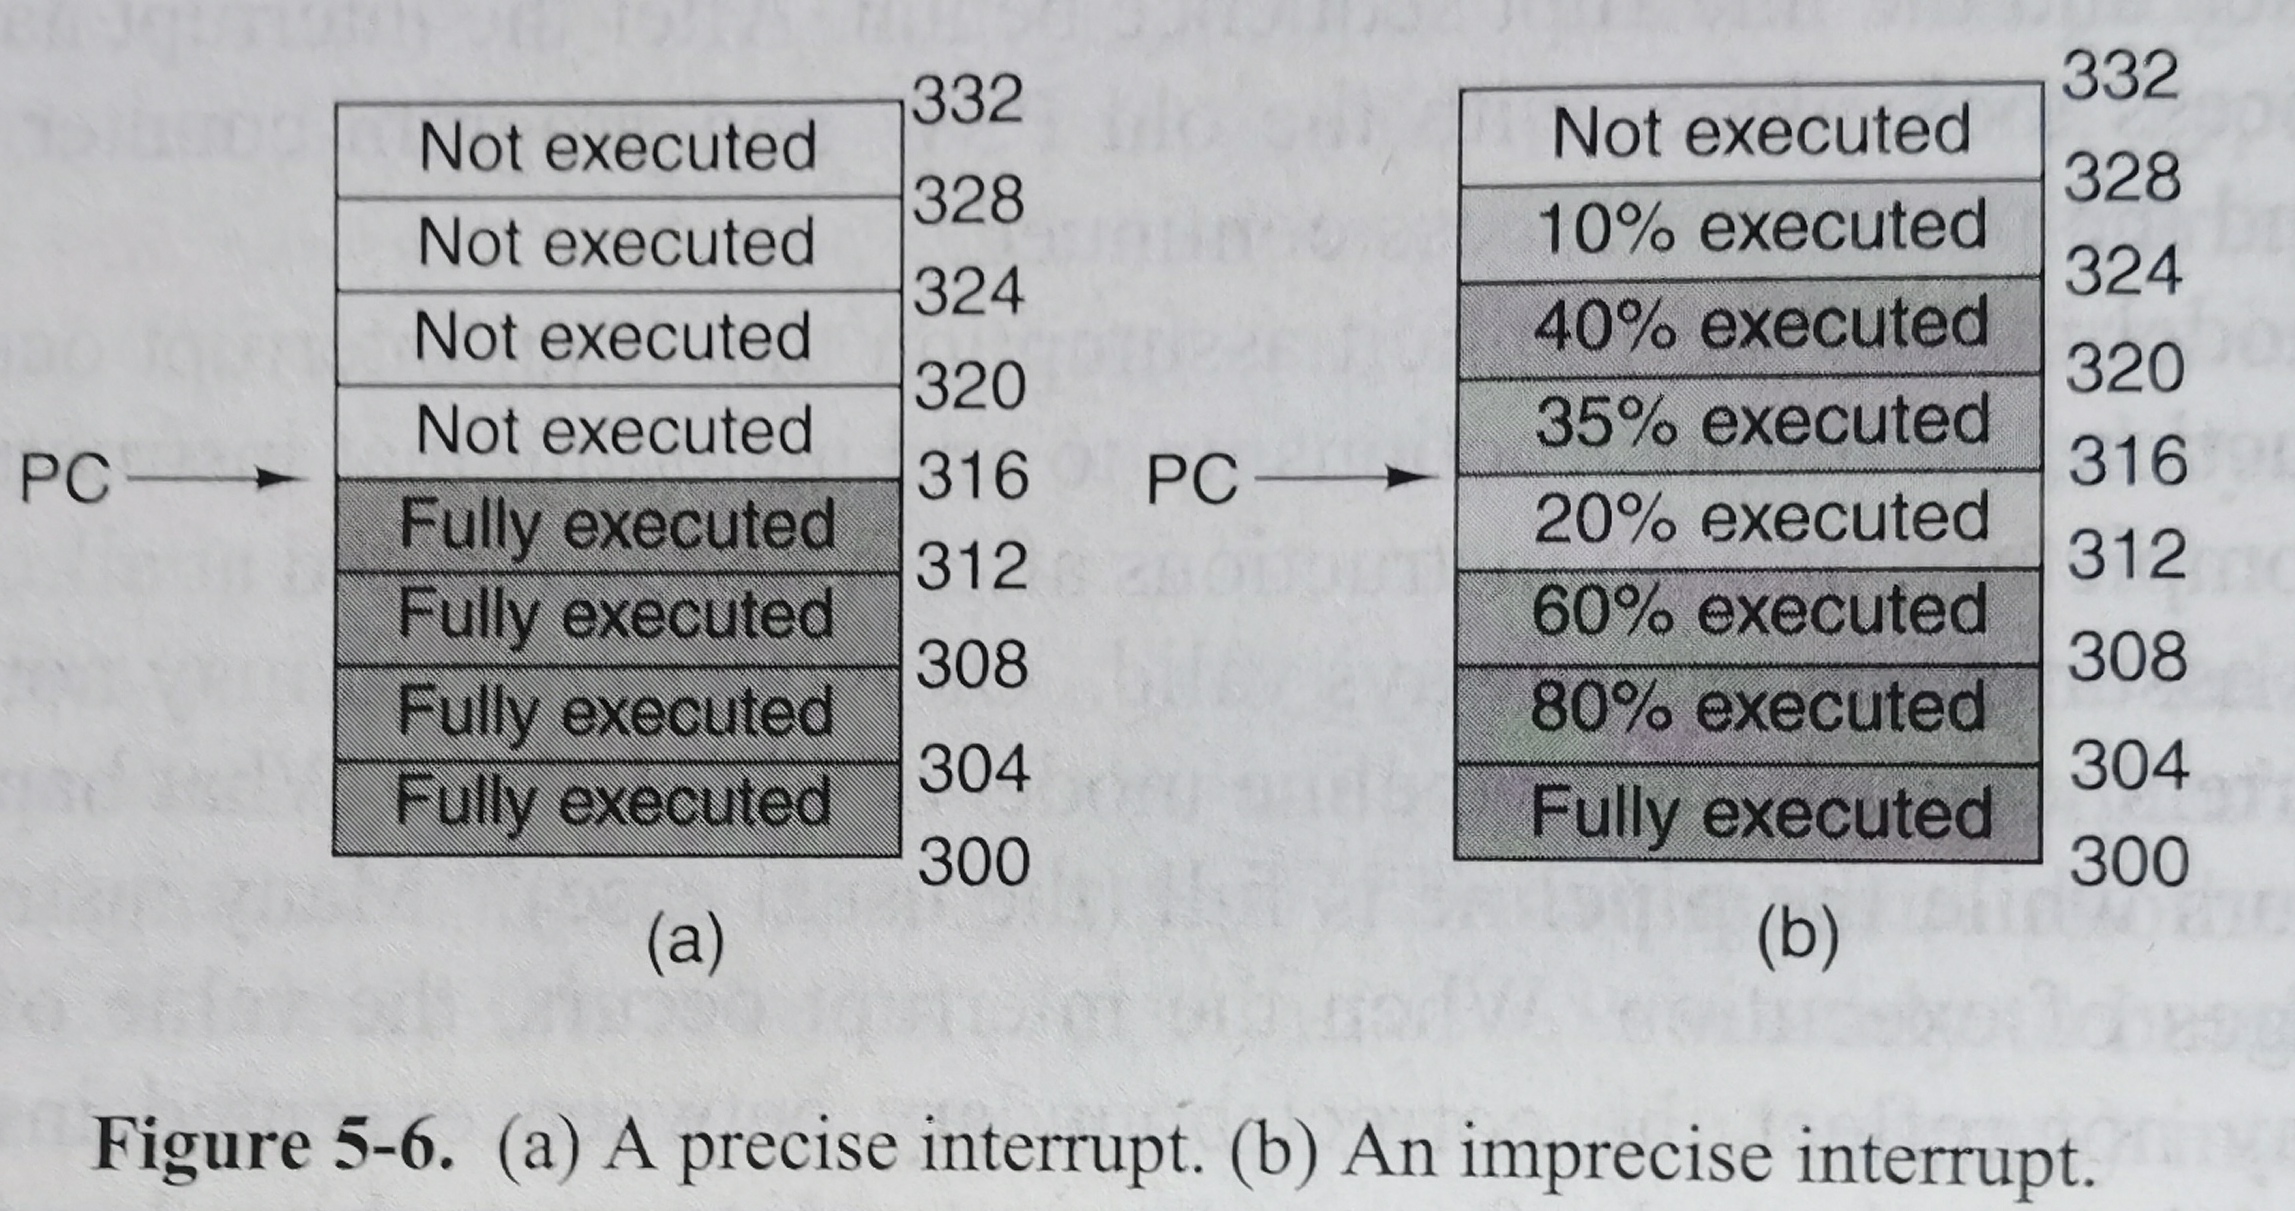 332
Not executed
328
Not executed
324
Not executed
320
Not executed
PC
316
Fully executed
312
Fully executed
308
Fully executed
304
Fully executed
300
(a)
332
Not executed
328
10% executed
324
40% executed
320
35% executed
PC
316
20% executed
312
60% executed
308
80% executed
304
Fully executed
300
(b)
Figure 5-6. (a) A precise interrupt. (b) An imprecise interrupt.